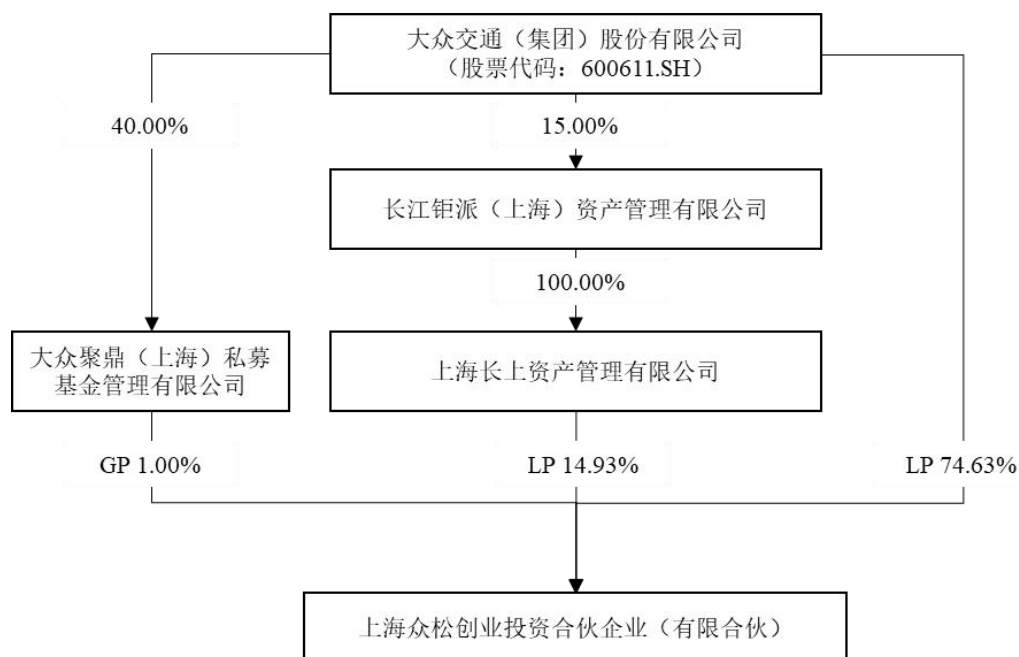 大众交通（集团）股份有限公司
（股票代码：600611.SH）
40.00%
15.00%
长江钜派（上海）资产管理有限公司
100.00%
大众聚鼎（上海）私募
基金管理有限公司
上海长上资产管理有限公司
GP 1.00%
LP 14.93%
LP 74.63%
上海众松创业投资合伙企业（有限合伙）